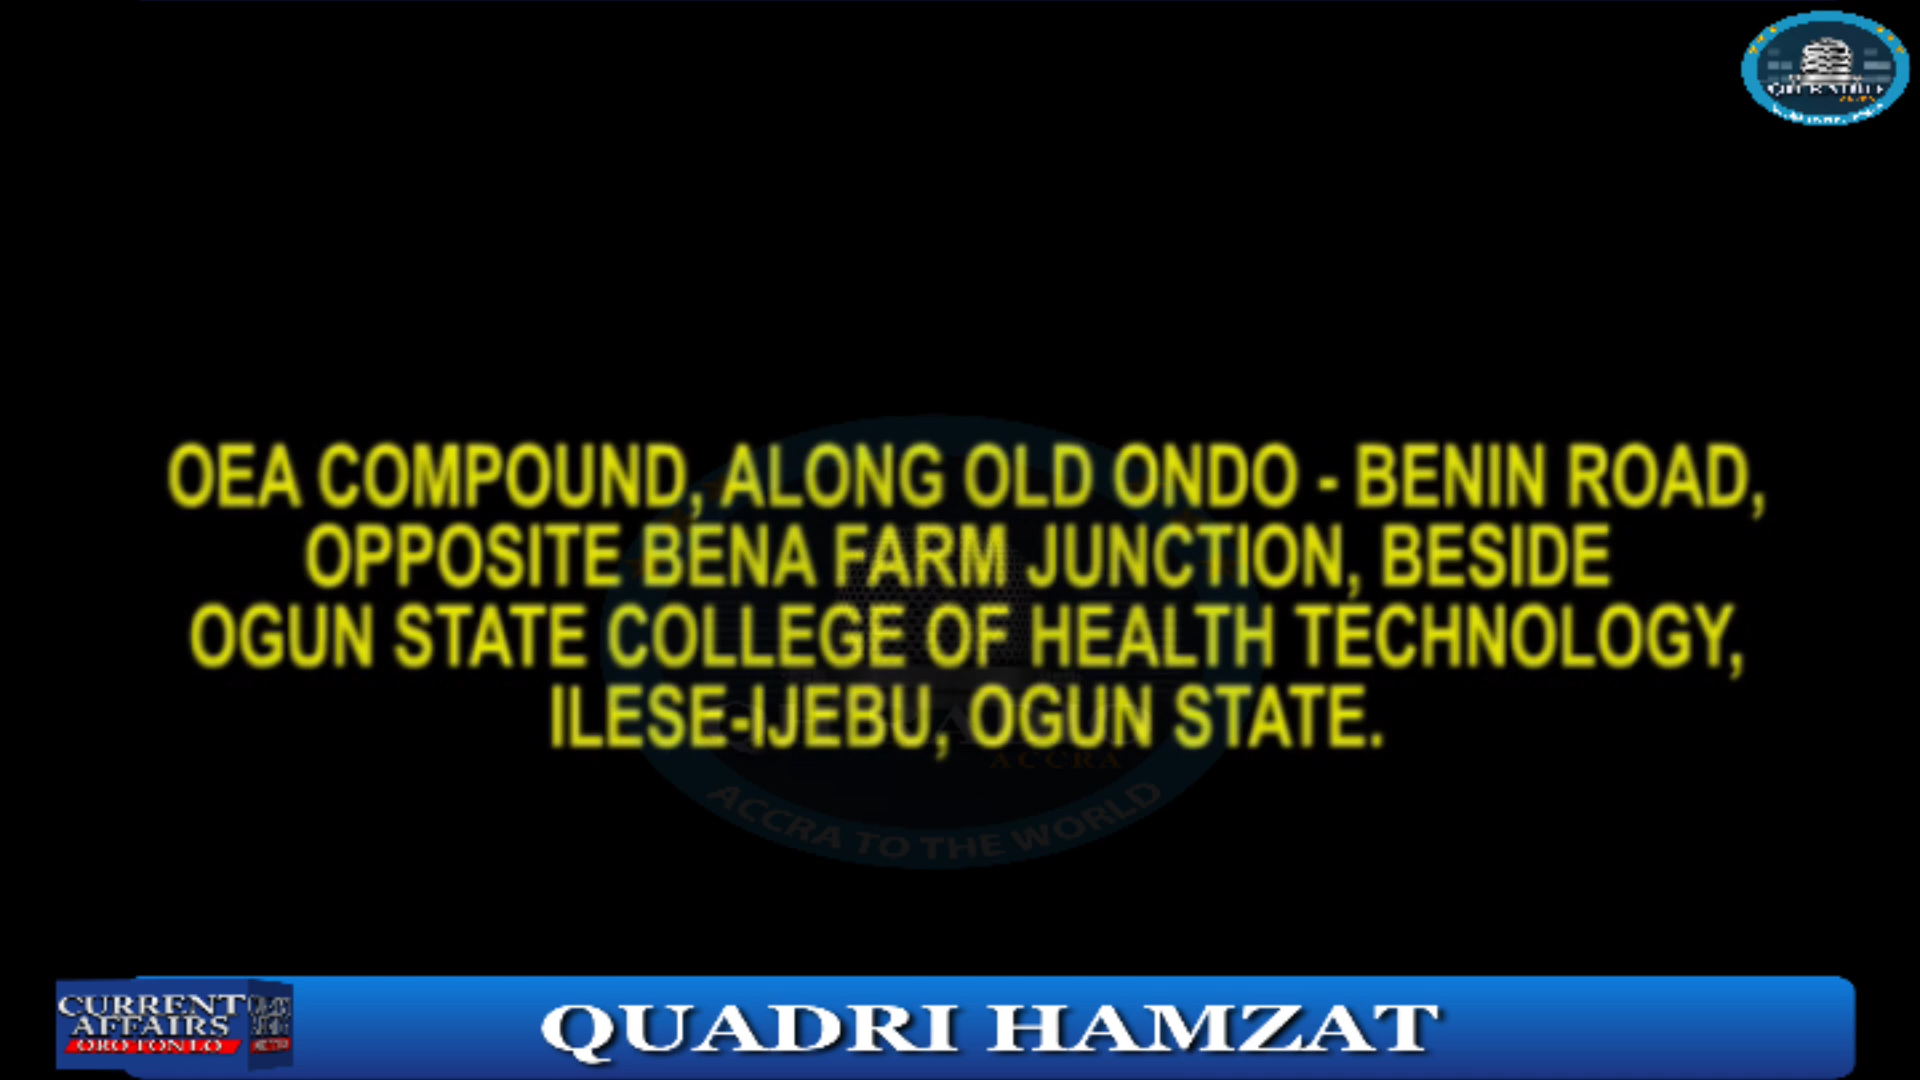 OEA COMPOUND, ALONG OLD ONDO - BENIN ROAD,
OPPOSITE BENA FARM JUNCTION, BESIDE
OGUN STATE COLLEGE OF HEALTH TECHNOLOGY,
ILESE-IJEBU, OGUN STATE.
ACCRA
ACCRA TO THE WORLD
CURRENT
AFFAIRS
QUADRI HAMZAT